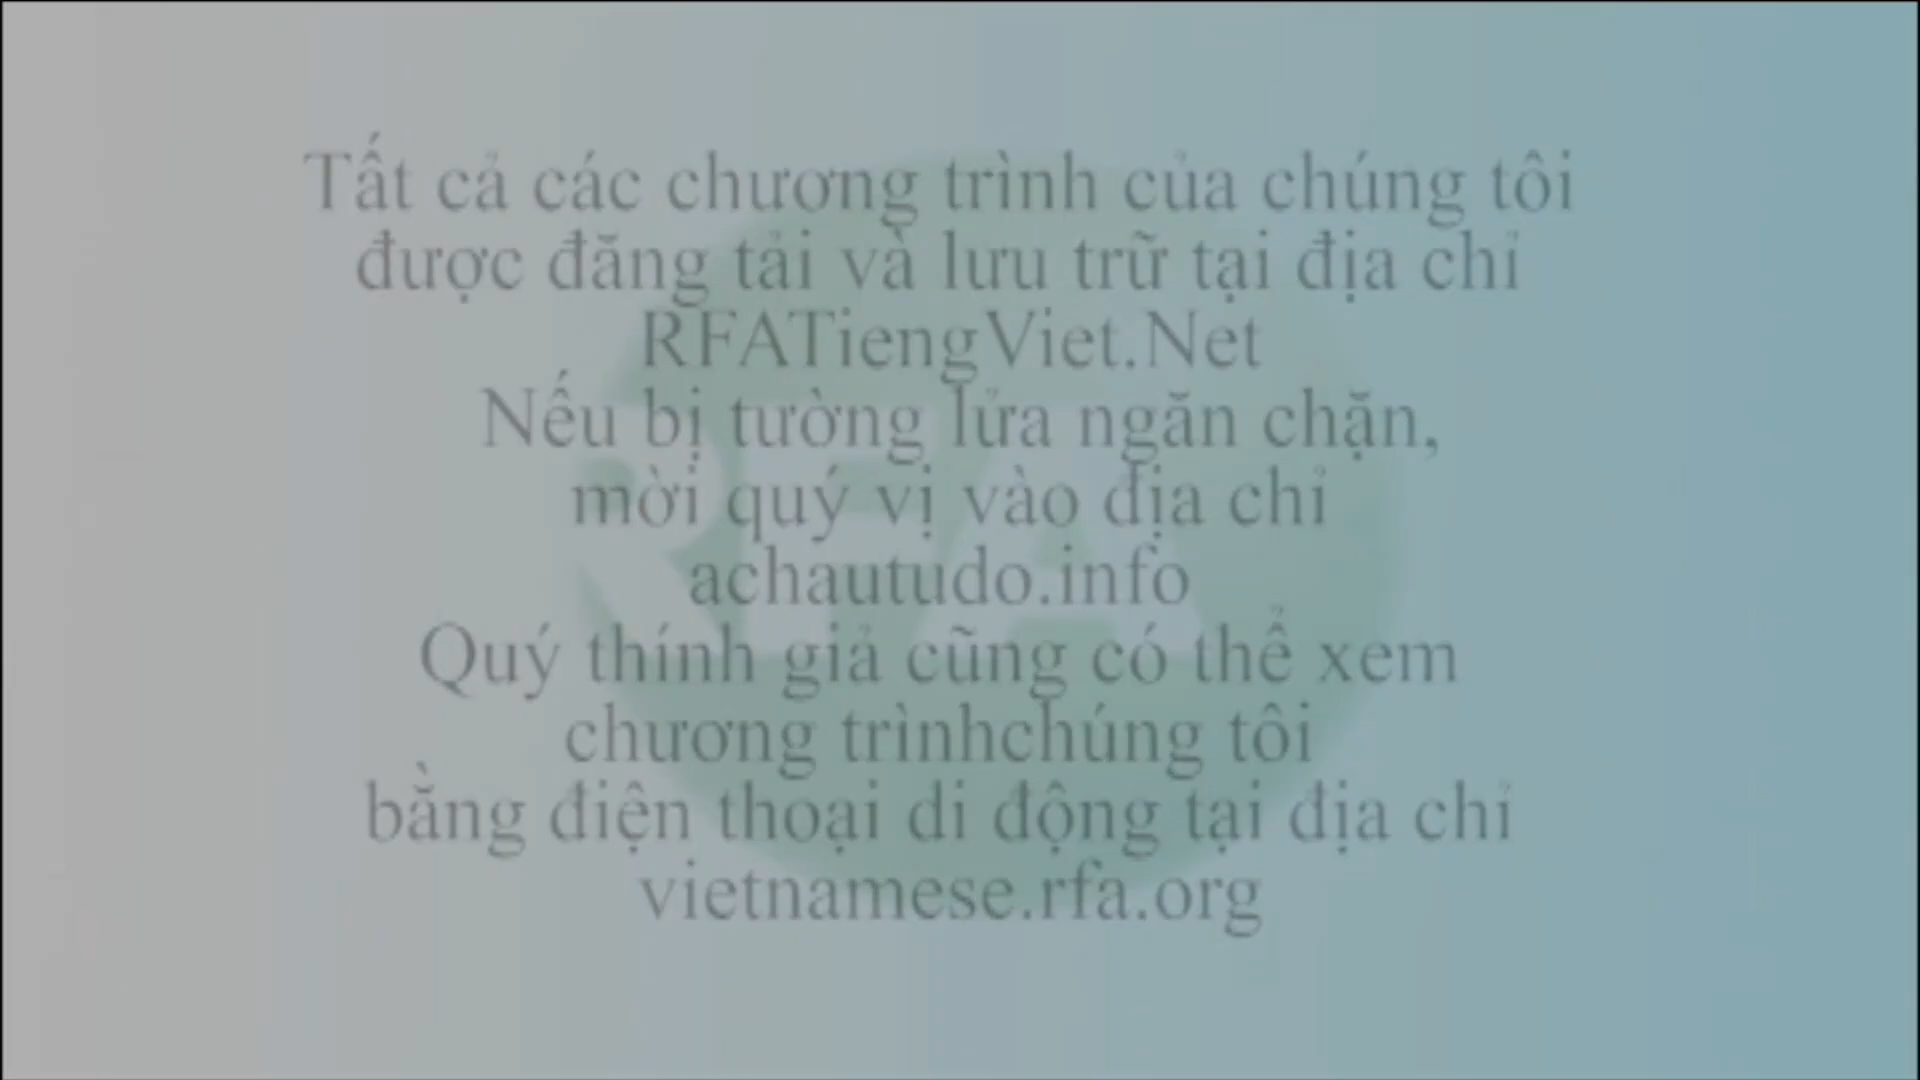 Tất cả các chương trình của chúng tôi
được đăng tải và lưu trữ tại địa chỉ
RFATiengViet.Net
Nếu bị tường lửa ngăn chặn,
mời quý vị vào địa chỉ
achautudo.info
Quý thính giả cũng có thể xem
chương trìnhchúng tôi
bằng điện thoại di động tại địa chỉ
vietnamese.rfa.org
RFA